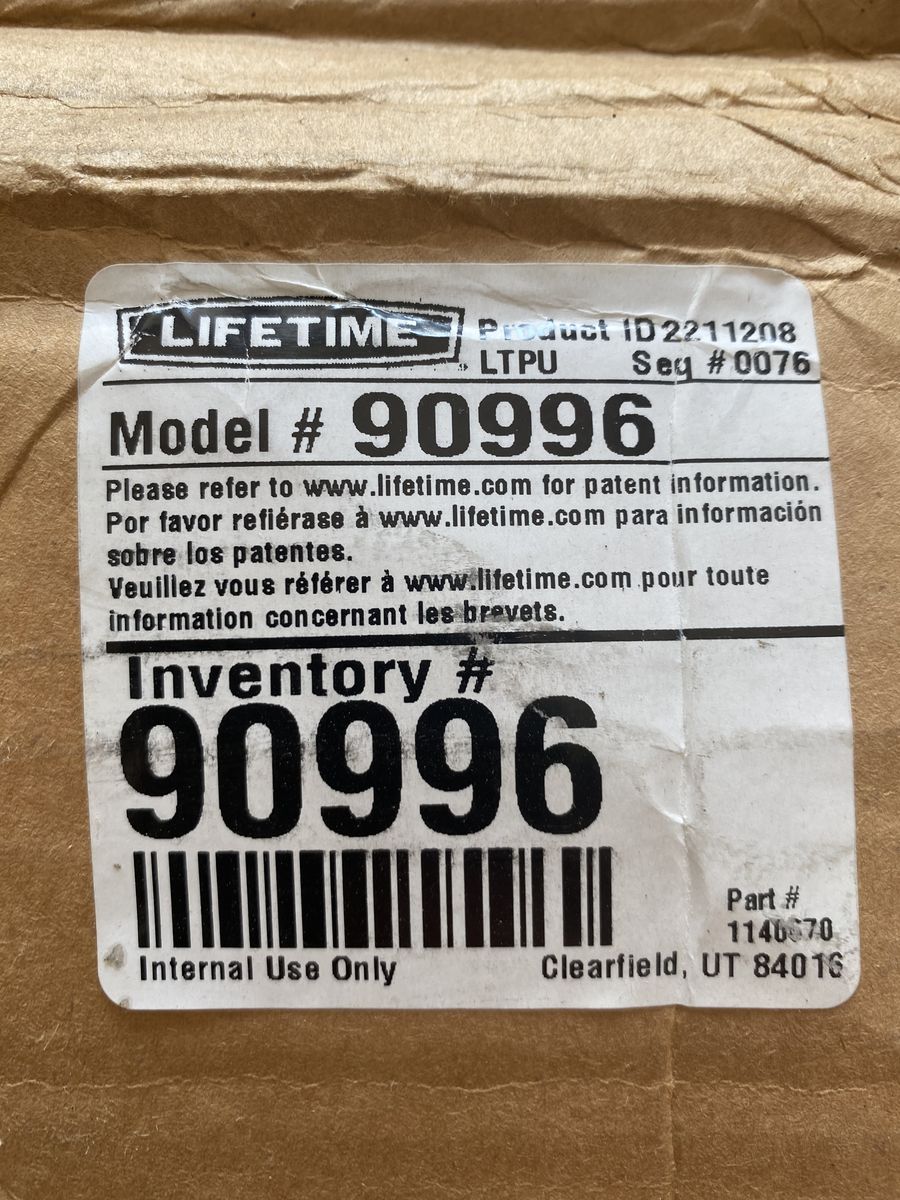 LIFETIME
Product ID 2211208
LTPU Seq # 0076
Model # 90996
Please refer to www.lifetime.com for patent information.
Por favor refiérase à www.lifetime.com para información
sobre los patentes.
Veuillez vous référer à www.lifetime.com pour toute
information concernant les brevets.
Inventory #
90996
Part #
Internal Use Only
Clearfield, UT 84016